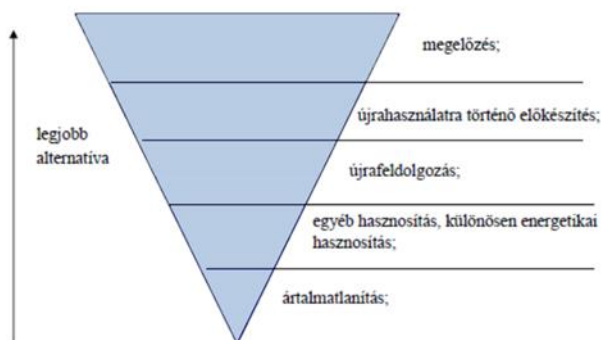 megelőzés;
újrahasználatra történő előkészítés;
legjobb
alternatíva
újrafeldolgozás;
egyéb hasznosítás, különösen energetikai
hasznosítás;
ártalmatlanítás;